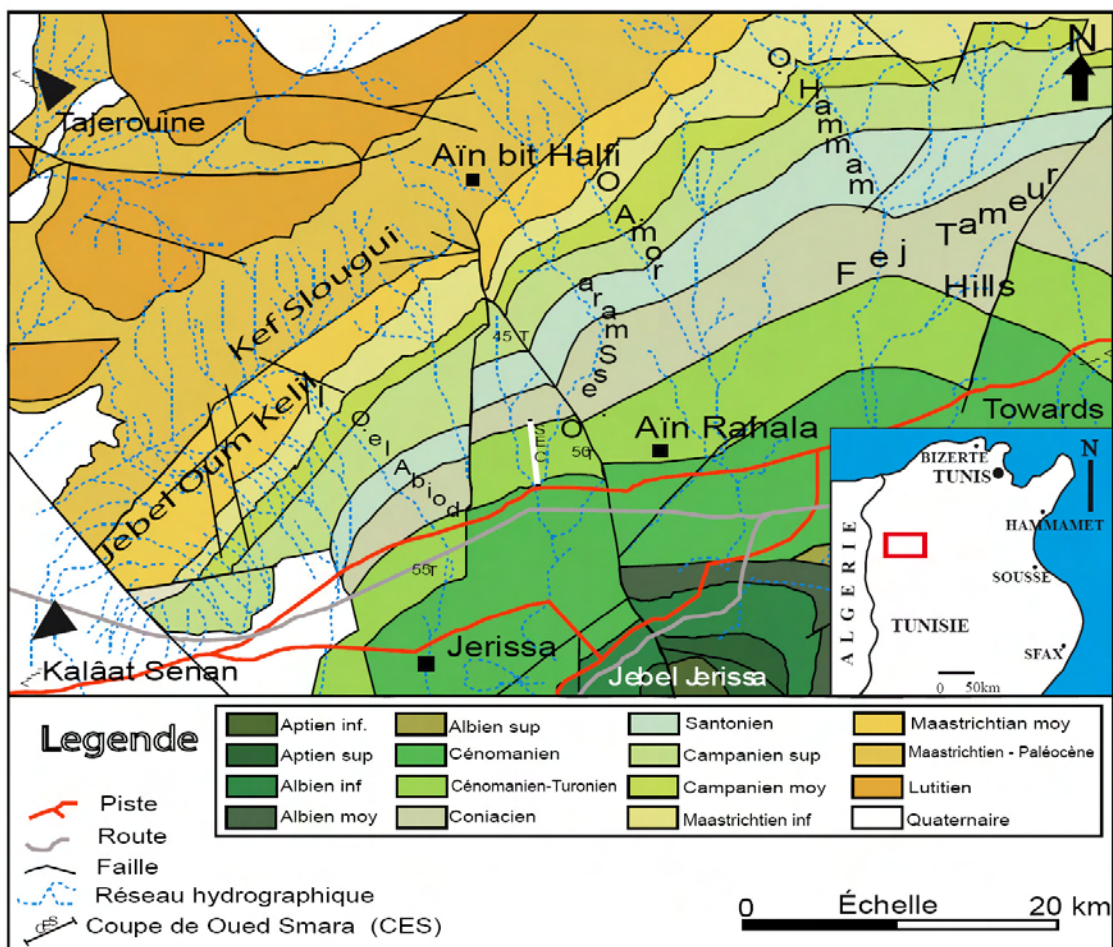 N
Tajerouine
O. Hammam
Aïn bit Halfi
O. Amor
Fej Tameur
Hills
Kef Slougui
aramsse
45 T
Jebet Oum Kelil
O. el Abiod
O
SEC
50 T
Aïn Rahala
Towards
55 T
Jerissa
Jebel Jerissa
Kalâat Senan
N
BIZERTE
TUNIS
HAMMAMET
SOUSSE
SFAX
ALGERIE
TUNISIE
0 50km
Legende
Piste
Route
Faille
Réseau hydrographique
CES Coupe de Oued Smara (CES)
Aptien inf.
Aptien sup
Albien inf
Albien moy
Albien sup
Cénomanien
Cénomanien-Turonien
Coniacien
Santonien
Campanien sup
Campanien moy
Maastrichtien inf
Maastrichtian moy
Maastrichtien - Paléocène
Lutitien
Quaternaire
Échelle
0 20 km